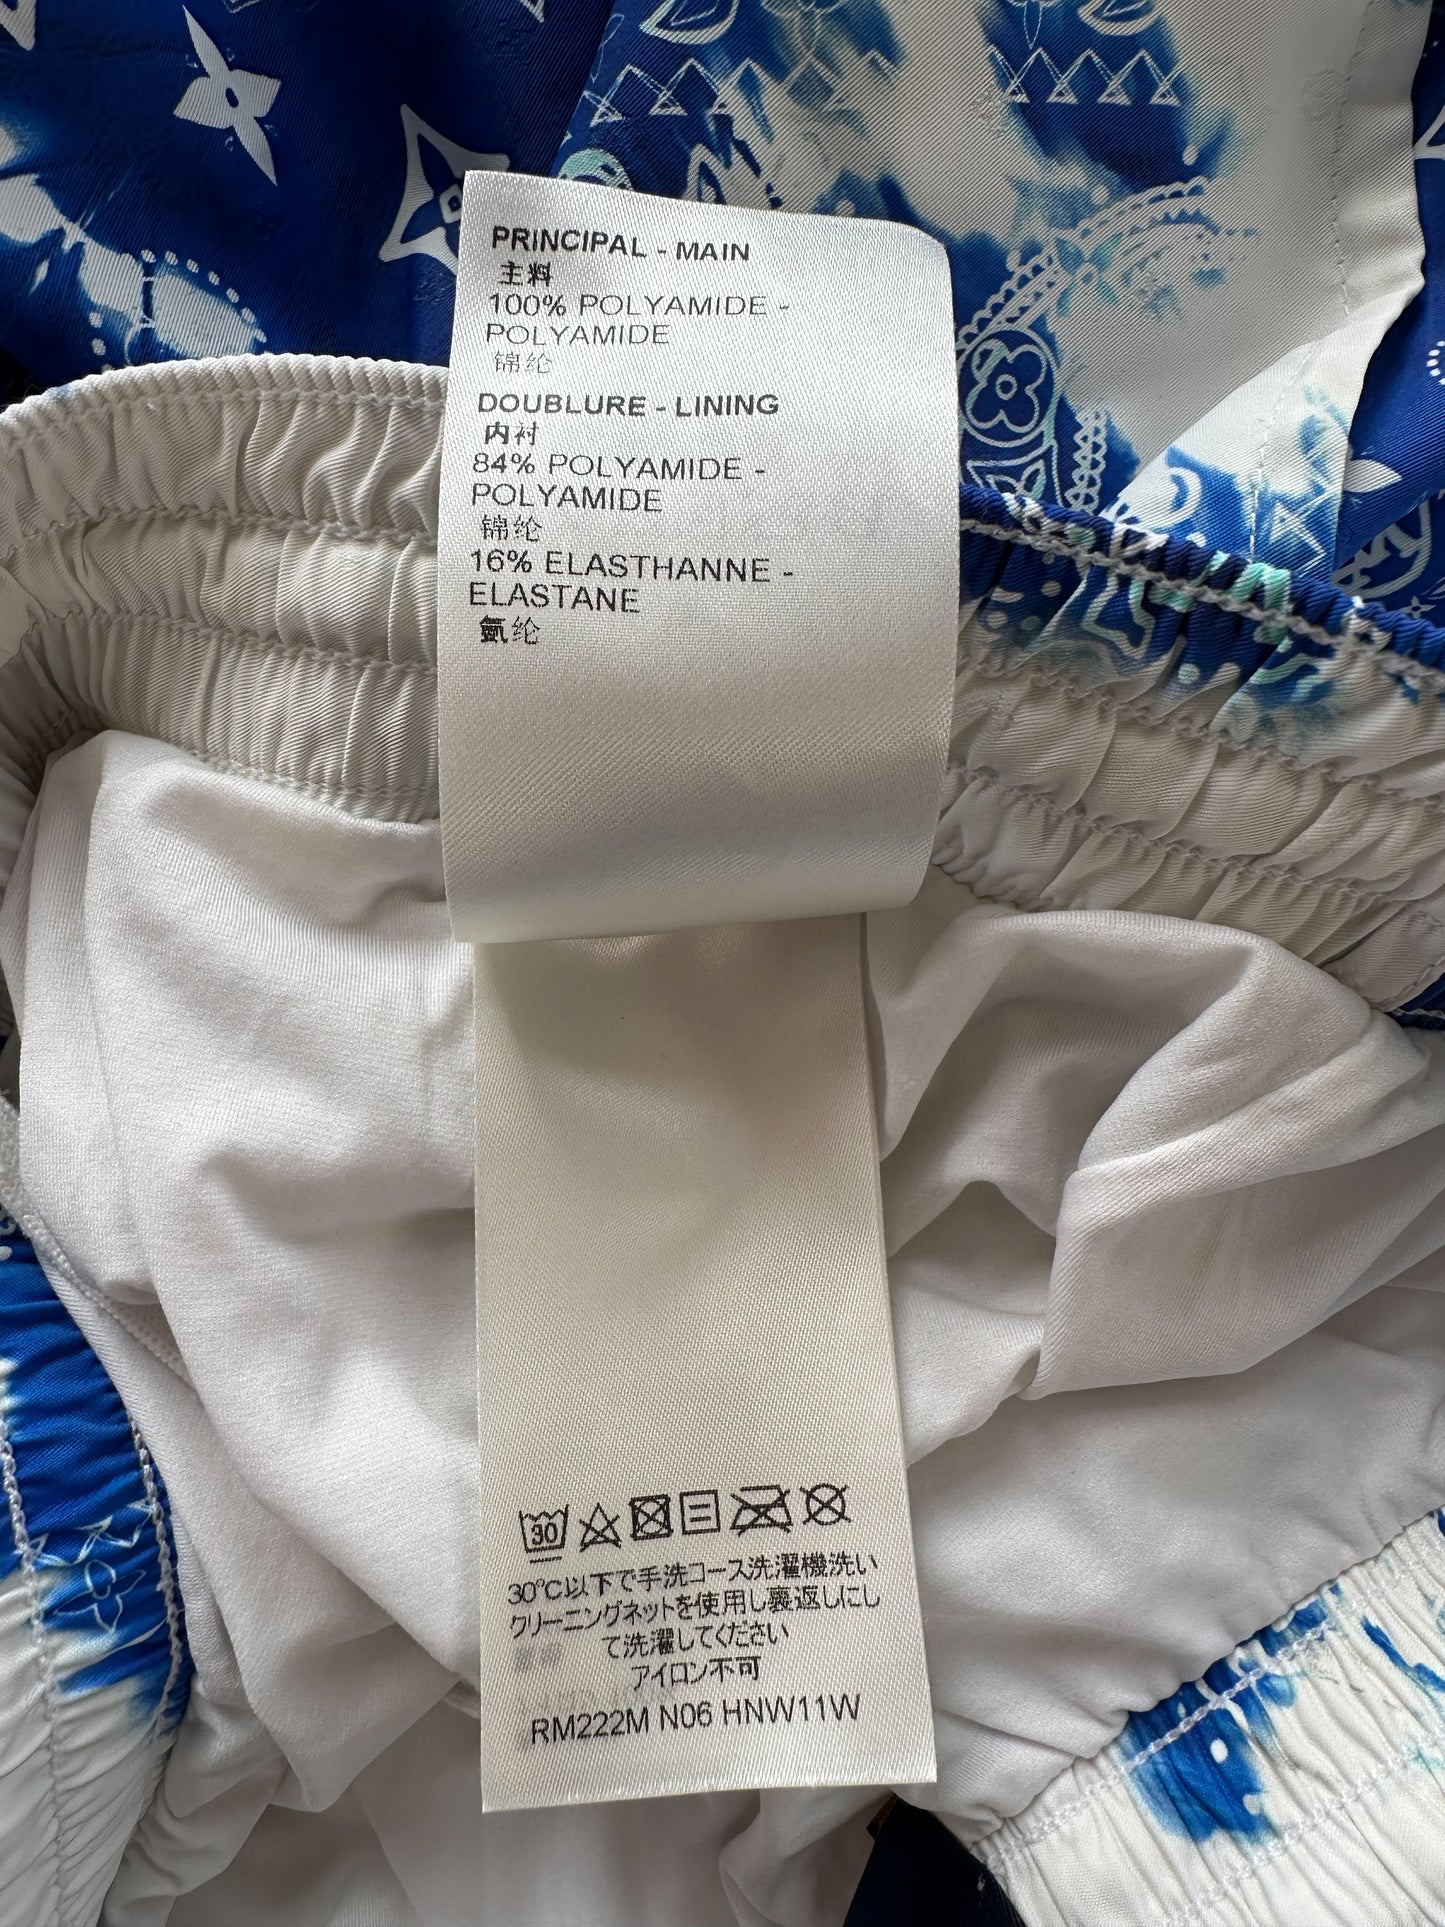 PRINCIPAL - MAIN
主料
100% POLYAMIDE -
POLYAMIDE
锦纶
DOUBLURE - LINING
内衬
84% POLYAMIDE -
POLYAMIDE
锦纶
16% ELASTHANNE -
ELASTANE
氨纶
30
30℃以下で手洗コース洗濯機洗い
クリーニングネットを使用し裏返しにし
て洗濯してください
アイロン不可
RM222M N06 HNW11W